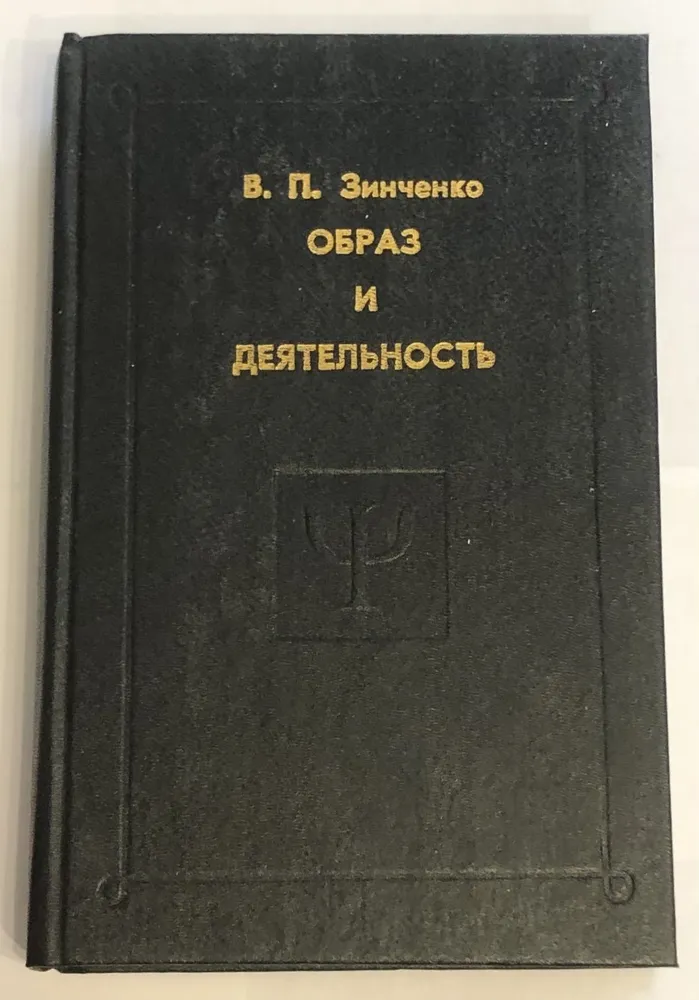 В. П. Зинченко
ОБРАЗ
И
ДЕЯТЕЛЬНОСТЬ
Ψ